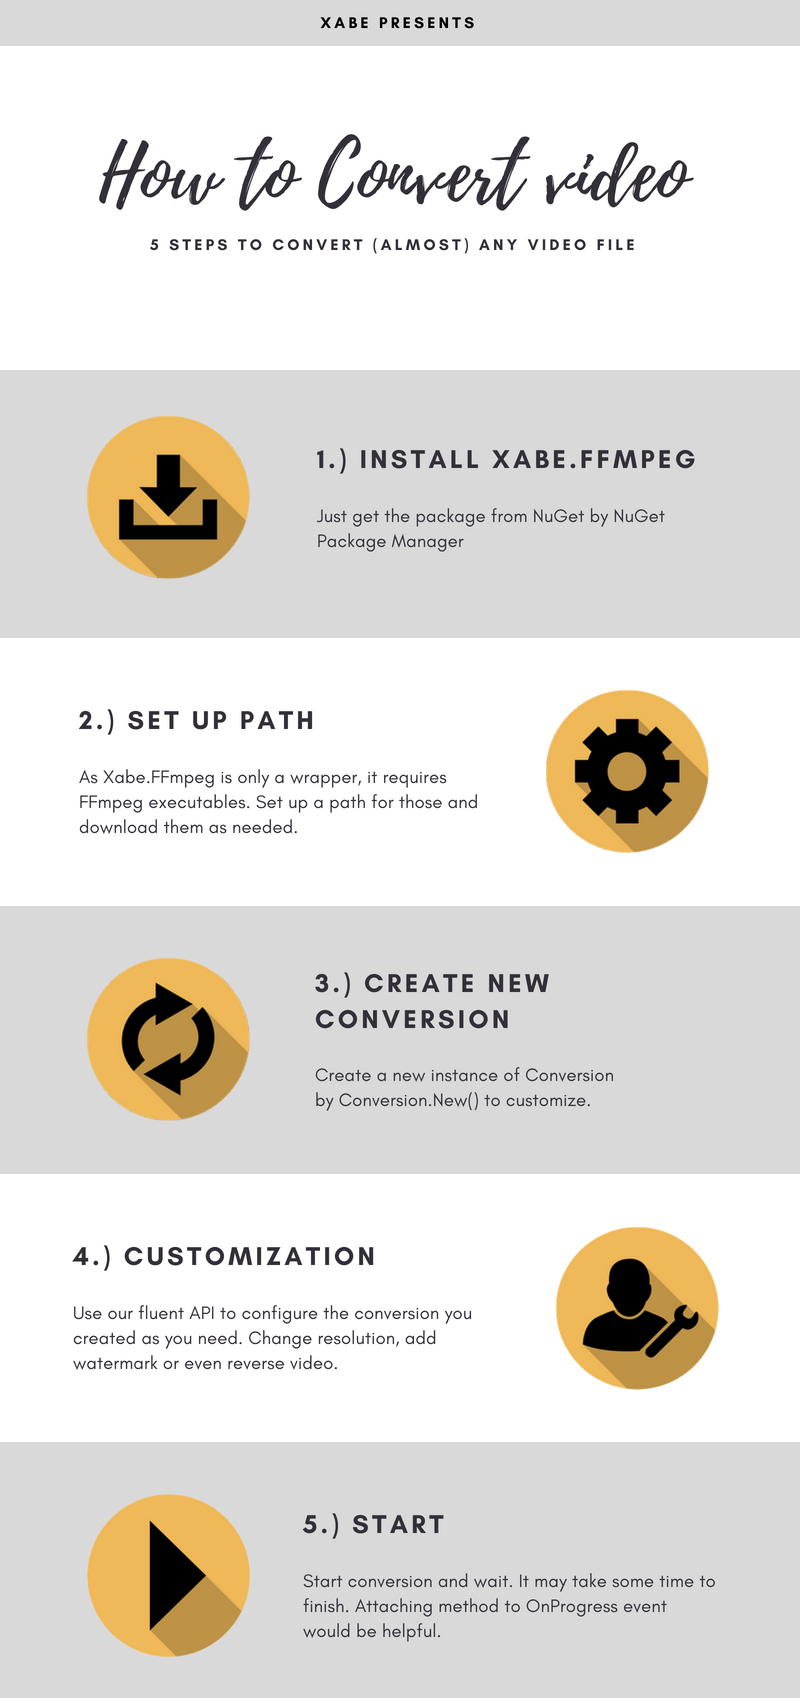 XABE PRESENTS
How to Convert video
5 STEPS TO CONVERT (ALMOST) ANY VIDEO FILE
1.) INSTALL XABE.FFMPEG
Just get the package from NuGet by NuGet
Package Manager
2.) SET UP PATH
As Xabe.FFmpeg is only a wrapper, it requires
FFmpeg executables. Set up a path for those and
download them as needed.
3.) CREATE NEW
CONVERSION
Create a new instance of Conversion
by Conversion.New() to customize.
4.) CUSTOMIZATION
Use our fluent API to configure the conversion you
created as you need. Change resolution, add
watermark or even reverse video.
5.) START
Start conversion and wait. It may take some time to
finish. Attaching method to OnProgress event
would be helpful.